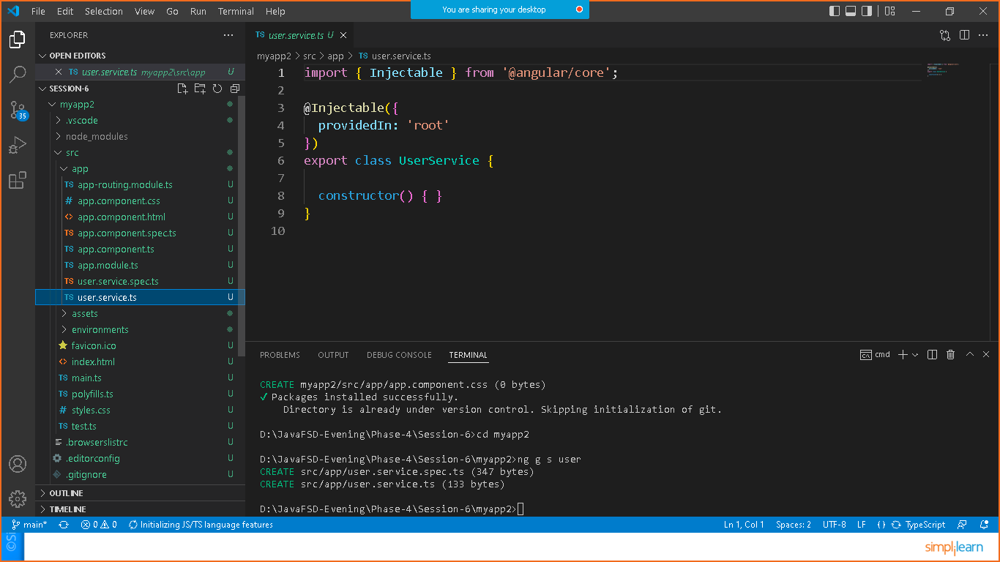 File Edit Selection View Go Run Terminal Help
You are sharing your desktop
EXPLORER
OPEN EDITORS
TS user.service.ts myapp2\src\app U
SESSION-6
35
myapp2
.vscode
node_modules
src
app
TS app-routing.module.ts U
# app.component.css U
<> app.component.html U
TS app.component.spec.ts U
TS app.component.ts U
TS app.module.ts U
TS user.service.spec.ts U
TS user.service.ts U
assets
environments
favicon.ico U
<> index.html U
TS main.ts U
TS polyfills.ts U
# styles.css U
TS test.ts U
.browserslistrc U
.editorconfig U
.gitignore U
OUTLINE
TIMELINE
TS user.service.ts U
myapp2 > src > app > TS user.service.ts
1 import { Injectable } from '@angular/core';
2
3 @Injectable({
4 providedIn: 'root'
5 })
6 export class UserService {
7
8 constructor() { }
9 }
10
PROBLEMS OUTPUT DEBUG CONSOLE TERMINAL
cmd
CREATE myapp2/src/app/app.component.css (0 bytes)
✓ Packages installed successfully.
Directory is already under version control. Skipping initialization of git.
D:\JavaFSD-Evening\Phase-4\Session-6>cd myapp2
D:\JavaFSD-Evening\Phase-4\Session-6\myapp2>ng g s user
CREATE src/app/user.service.spec.ts (347 bytes)
CREATE src/app/user.service.ts (133 bytes)
D:\JavaFSD-Evening\Phase-4\Session-6\myapp2>
main* 0 0 Initializing JS/TS language features
Ln 1, Col 1 Spaces: 2 UTF-8 LF {} TypeScript
©Si
simplilearn